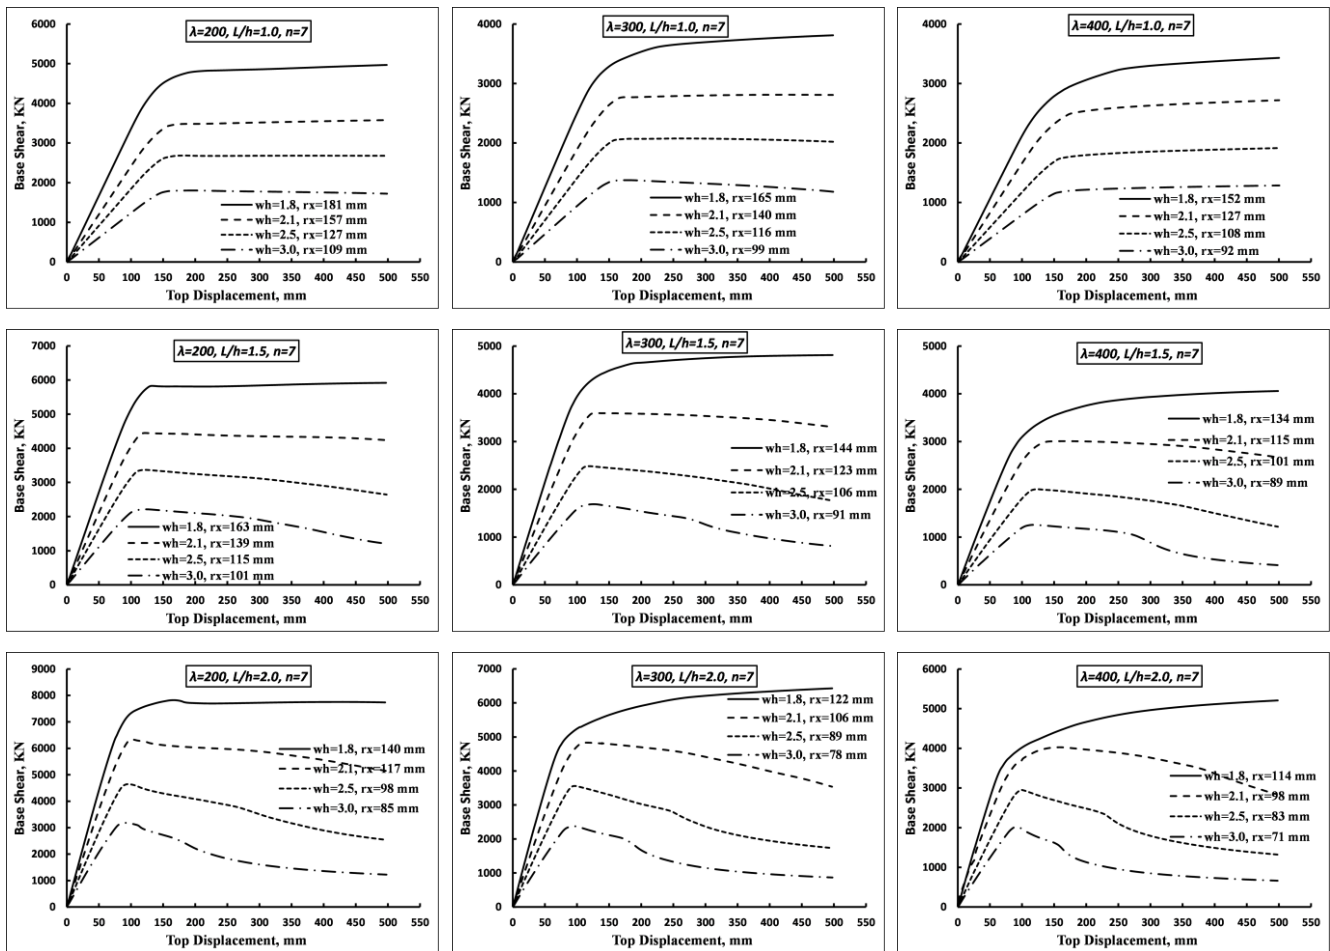 λ=200, L/h=1.0, n=7
6000
5000
4000
3000
2000
1000
0
Base Shear, KN
wh=1.8, rx=181 mm
wh=2.1, rx=157 mm
wh=2.5, rx=127 mm
wh=3.0, rx=109 mm
0 50 100 150 200 250 300 350 400 450 500 550
Top Displacement, mm
λ=300, L/h=1.0, n=7
4000
3000
2000
1000
0
Base Shear, KN
wh=1.8, rx=165 mm
wh=2.1, rx=140 mm
wh=2.5, rx=116 mm
wh=3.0, rx=99 mm
0 50 100 150 200 250 300 350 400 450 500 550
Top Displacement, mm
λ=400, L/h=1.0, n=7
4000
3000
2000
1000
0
Base Shear, KN
wh=1.8, rx=152 mm
wh=2.1, rx=127 mm
wh=2.5, rx=108 mm
wh=3.0, rx=92 mm
0 50 100 150 200 250 300 350 400 450 500 550
Top Displacement, mm
λ=200, L/h=1.5, n=7
7000
6000
5000
4000
3000
2000
1000
0
Base Shear, KN
wh=1.8, rx=163 mm
wh=2.1, rx=139 mm
wh=2.5, rx=115 mm
wh=3.0, rx=101 mm
0 50 100 150 200 250 300 350 400 450 500 550
Top Displacement, mm
λ=300, L/h=1.5, n=7
5000
4000
3000
2000
1000
0
Base Shear, KN
wh=1.8, rx=144 mm
wh=2.1, rx=123 mm
wh=2.5, rx=106 mm
wh=3.0, rx=91 mm
0 50 100 150 200 250 300 350 400 450 500 550
Top Displacement, mm
λ=400, L/h=1.5, n=7
5000
4000
3000
2000
1000
0
Base Shear, KN
wh=1.8, rx=134 mm
wh=2.1, rx=115 mm
wh=2.5, rx=101 mm
wh=3.0, rx=89 mm
0 50 100 150 200 250 300 350 400 450 500 550
Top Displacement, mm
λ=200, L/h=2.0, n=7
9000
8000
7000
6000
5000
4000
3000
2000
1000
0
Base Shear, KN
wh=1.8, rx=140 mm
wh=2.1, rx=117 mm
wh=2.5, rx=98 mm
wh=3.0, rx=85 mm
0 50 100 150 200 250 300 350 400 450 500 550
Top Displacement, mm
λ=300, L/h=2.0, n=7
7000
6000
5000
4000
3000
2000
1000
0
Base Shear, KN
wh=1.8, rx=122 mm
wh=2.1, rx=106 mm
wh=2.5, rx=89 mm
wh=3.0, rx=78 mm
0 50 100 150 200 250 300 350 400 450 500 550
Top Displacement, mm
λ=400, L/h=2.0, n=7
6000
5000
4000
3000
2000
1000
0
Base Shear, KN
wh=1.8, rx=114 mm
wh=2.1, rx=98 mm
wh=2.5, rx=83 mm
wh=3.0, rx=71 mm
0 50 100 150 200 250 300 350 400 450 500 550
Top Displacement, mm